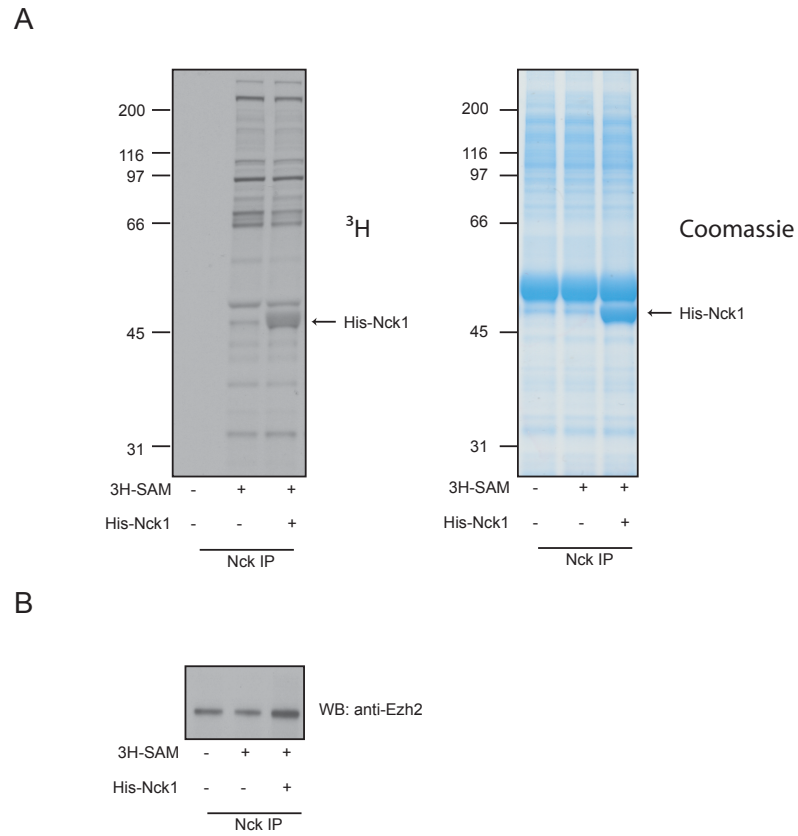 A
200
116
97
66
45
31
³H
← His-Nck1
3H-SAM - + +
His-Nck1 - - +
Nck IP
200
116
97
66
45
31
Coomassie
← His-Nck1
3H-SAM - + +
His-Nck1 - - +
Nck IP
B
WB: anti-Ezh2
3H-SAM - + +
His-Nck1 - - +
Nck IP